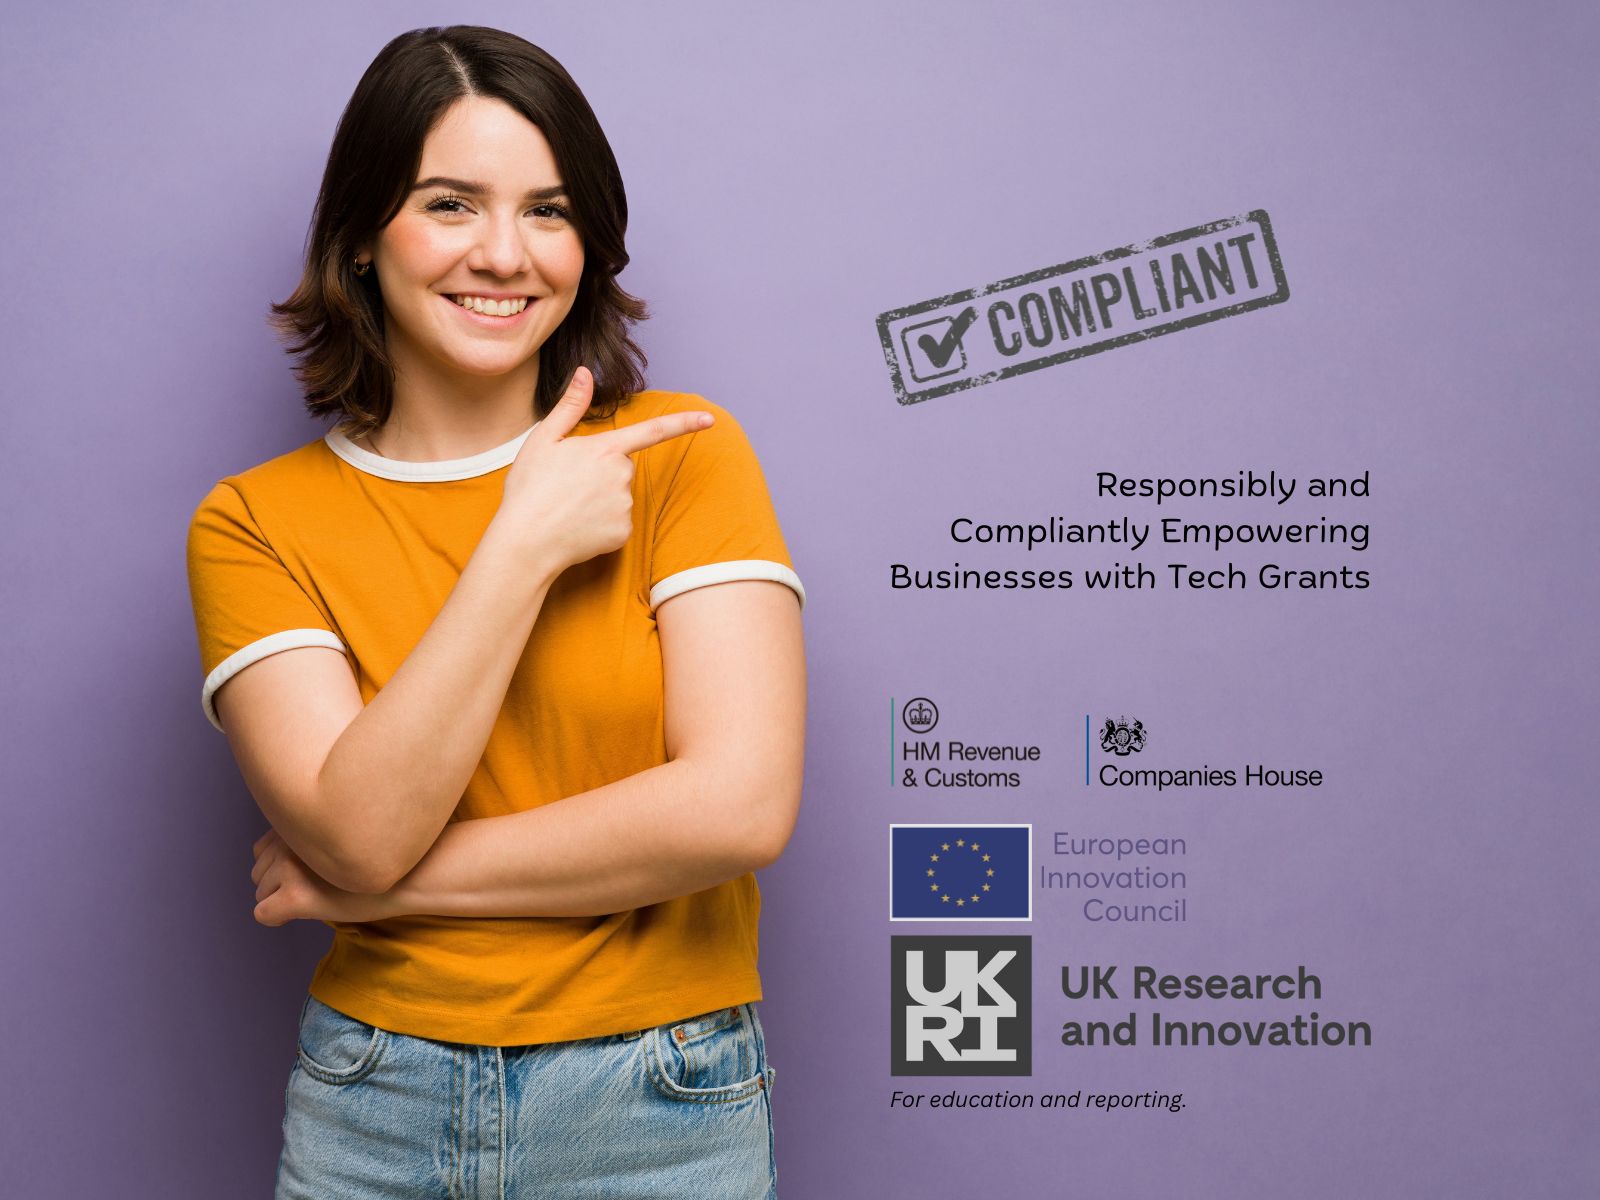 COMPLIANT
Responsibly and
Compliantly Empowering
Businesses with Tech Grants
HM Revenue
& Customs
Companies House
European
Innovation
Council
UK
RI
UK Research
and Innovation
For education and reporting.